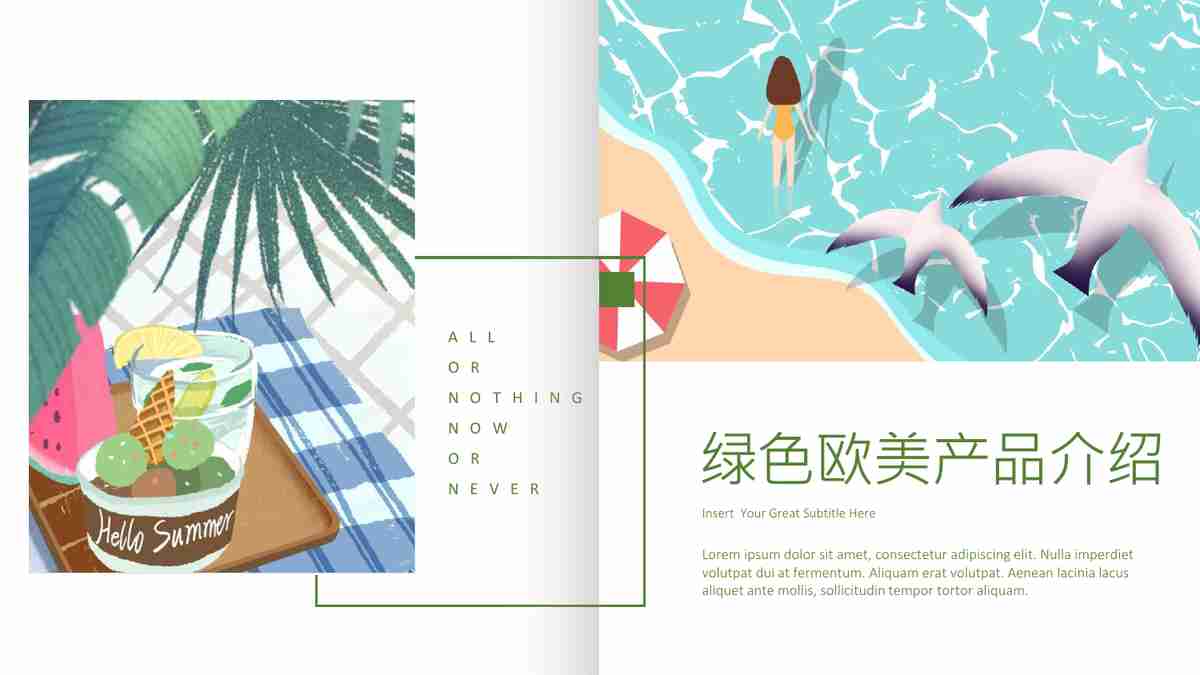 Hello Summer
ALL
OR
NOTHING
NOW
OR
NEVER
绿色欧美产品介绍
Insert Your Great Subtitle Here
Lorem ipsum dolor sit amet, consectetur adipiscing elit. Nulla imperdiet
volutpat dui at fermentum. Aliquam erat volutpat. Aenean lacinia lacus
aliquet ante mollis, sollicitudin tempor tortor aliquam.